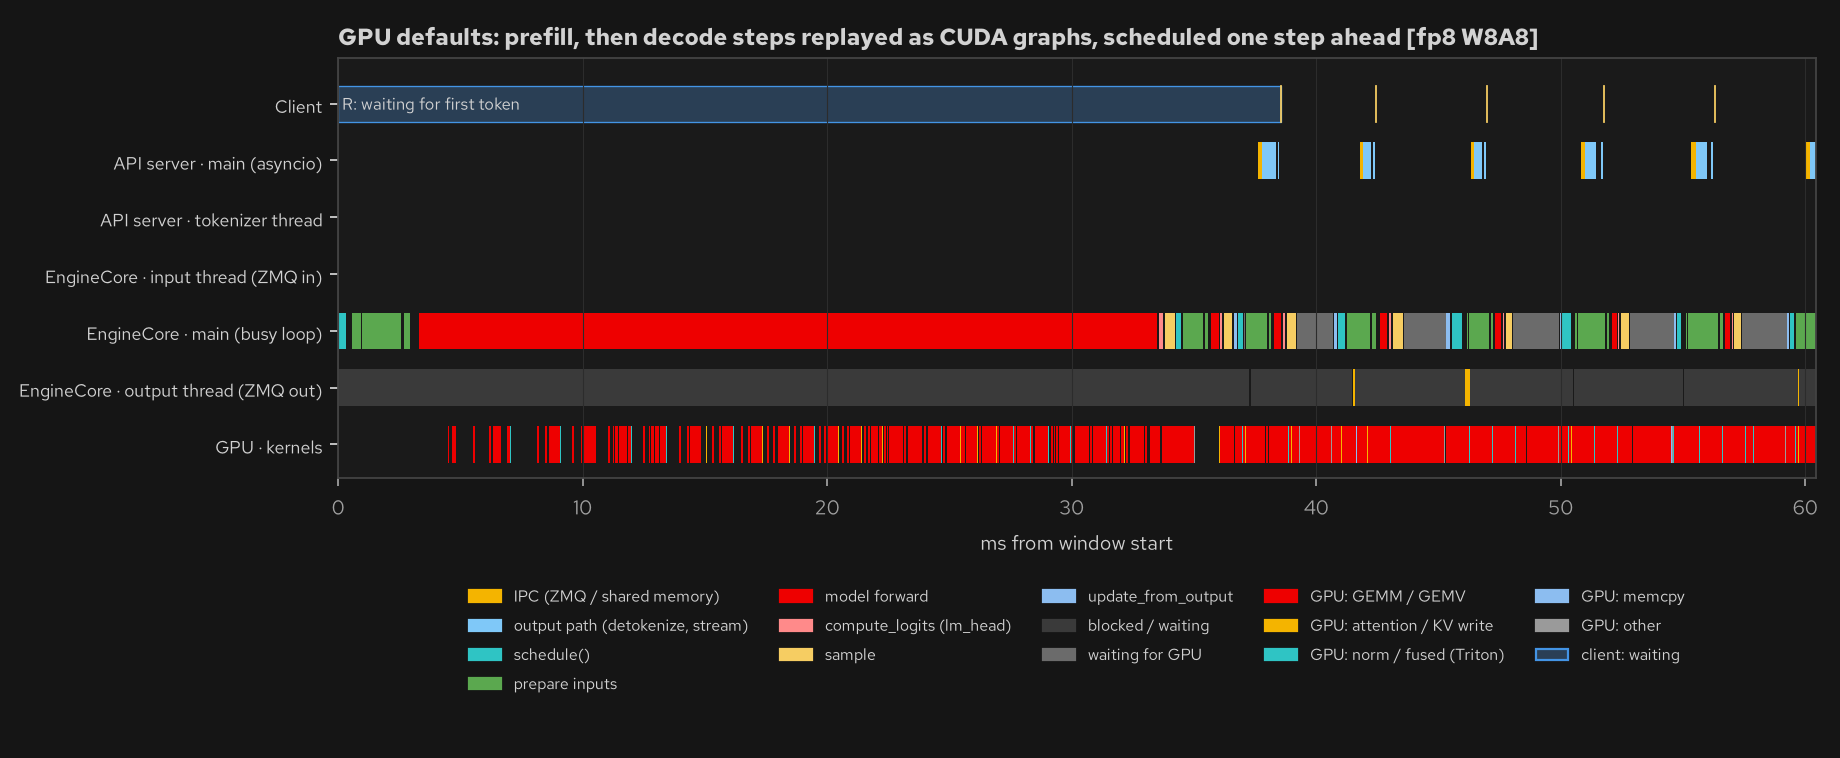 GPU defaults: prefill, then decode steps replayed as CUDA graphs, scheduled one step ahead [fp8 W8A8]
Client
R: waiting for first token
API server · main (asyncio)
API server · tokenizer thread
EngineCore · input thread (ZMQ in)
EngineCore · main (busy loop)
EngineCore · output thread (ZMQ out)
GPU · kernels
0 10 20 30 40 50 60
ms from window start
IPC (ZMQ / shared memory) model forward update_from_output GPU: GEMM / GEMV GPU: memcpy
output path (detokenize, stream) compute_logits (lm_head) blocked / waiting GPU: attention / KV write GPU: other
schedule() sample waiting for GPU GPU: norm / fused (Triton) client: waiting
prepare inputs